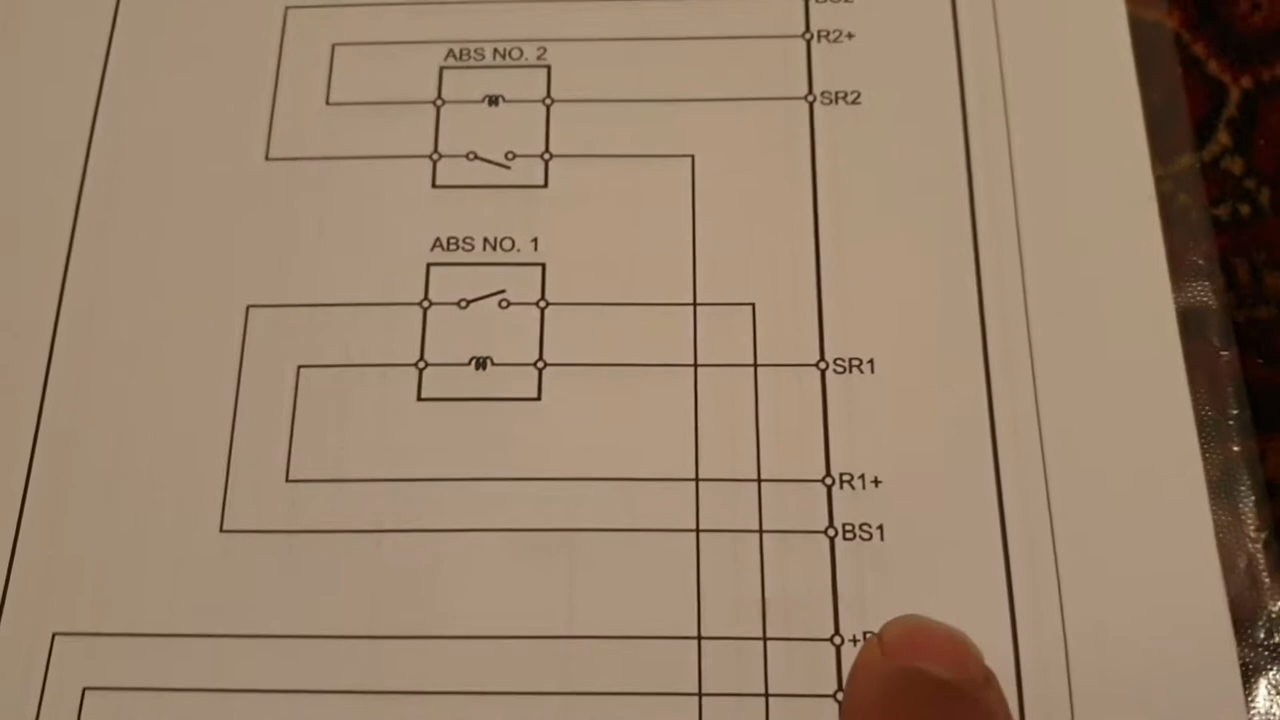 R2+
ABS NO. 2
SR2
ABS NO. 1
SR1
R1+
BS1